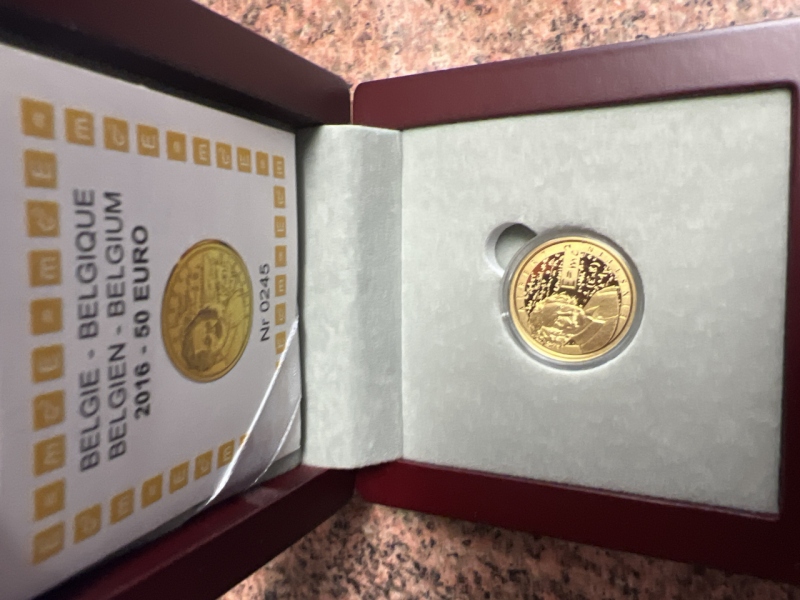 BELGIE - BELGIQUE
BELGIEN - BELGIUM
2016 - 50 EURO
Nr 0245